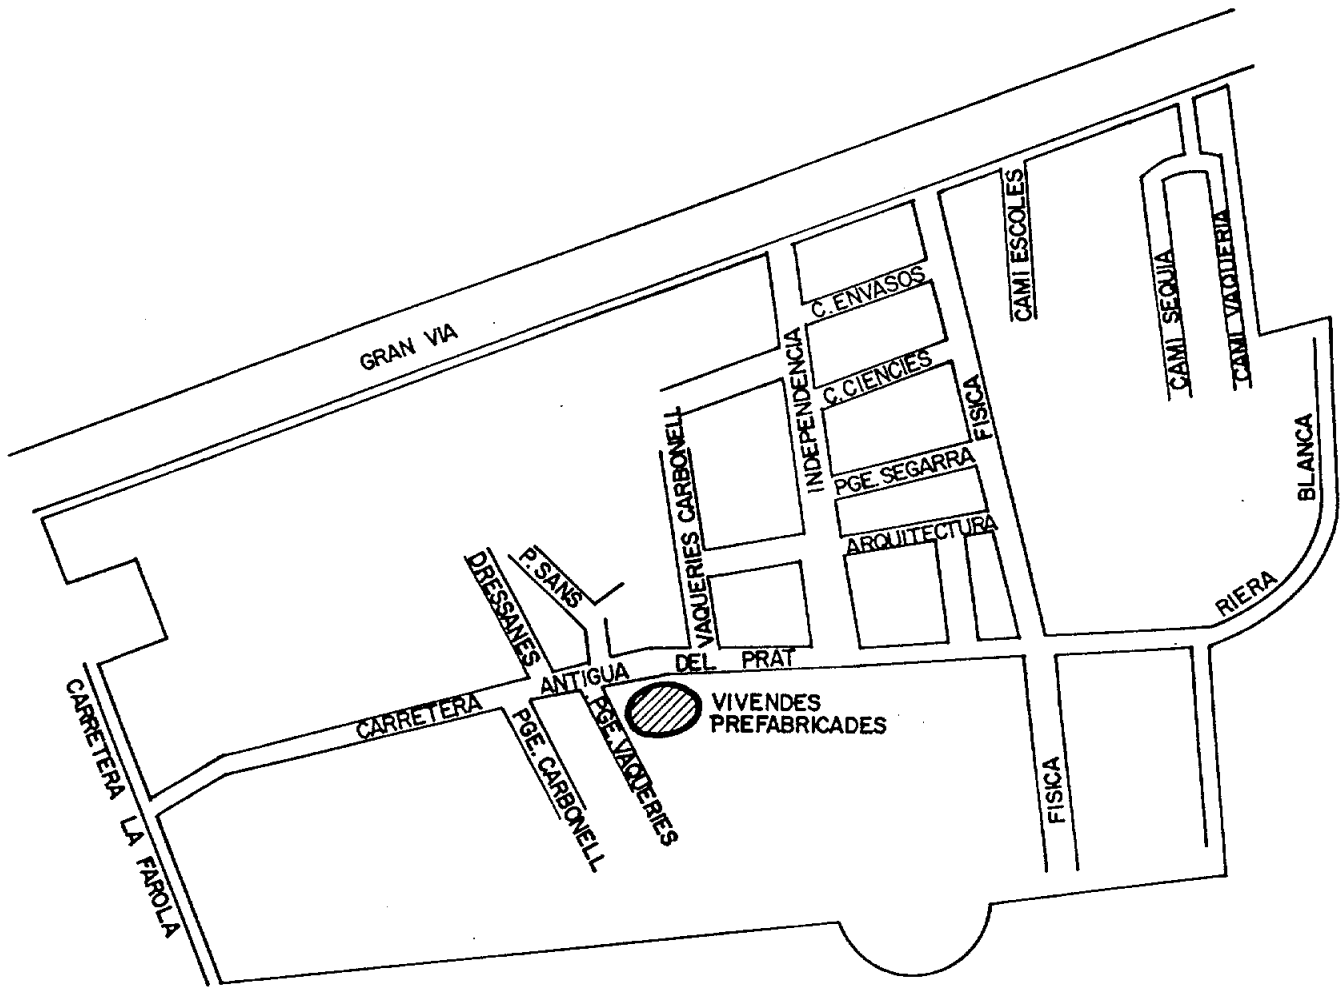 GRAN VIA
CAMI ESCOLES
CAMI SEQUIA
CAMI VAQUERIA
C. ENVASOS
C. CIENCIES
INDEPENDENCIA
FISICA
PGE. SEGARRA
ARQUITECTURA
VAQUERIES CARBONELL
BLANCA
RIERA
DRESSANES
P. SANS
CARRETERA
ANTIGUA
DEL PRAT
VIVENDES
PREFABRICADES
PGE. CARBONELL
PGE. VAQUERIES
FISICA
CARRETERA LA FAROLA